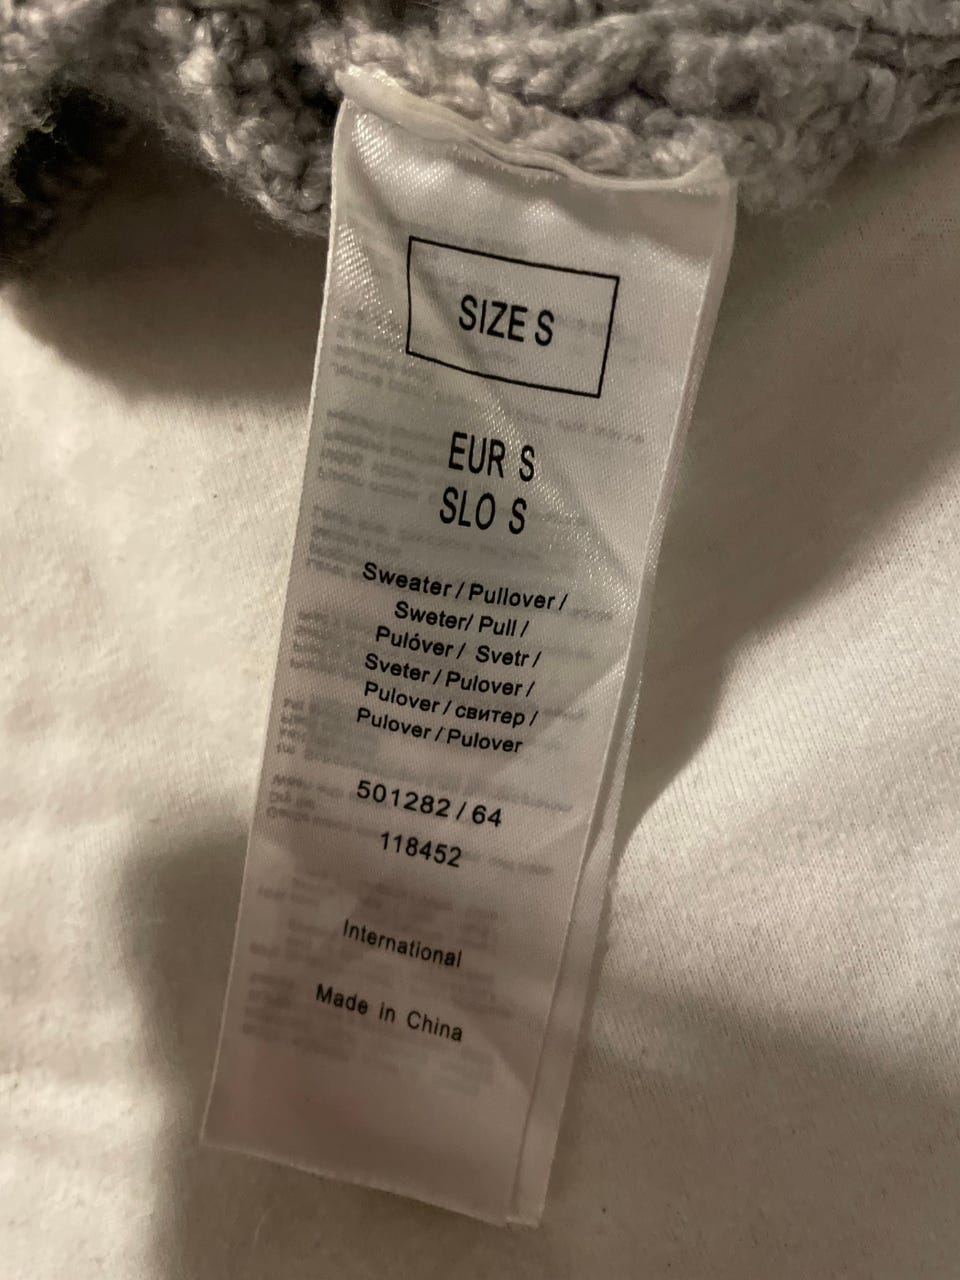 SIZE S
EUR S
SLO S
Sweater / Pullover /
Sweter/ Pull /
Pulóver / Svetr /
Sveter / Pulover /
Pulover / свитер /
Pulover / Pulover
501282 / 64
118452
International
Made in China